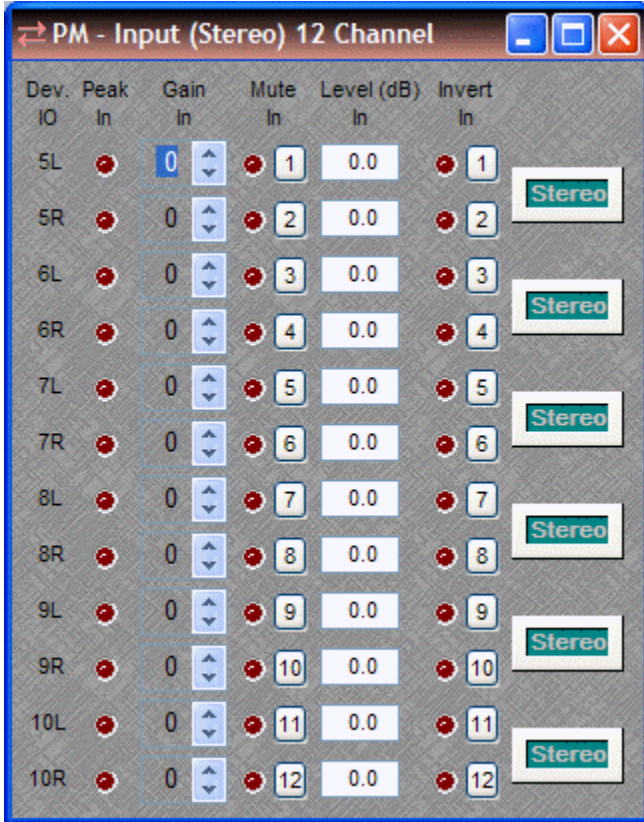 PM - Input (Stereo) 12 Channel
Dev. Peak Gain Mute Level (dB) Invert
IO In In In In In
5L 0 1 0.0 1
Stereo
5R 0 2 0.0 2
6L 0 3 0.0 3
Stereo
6R 0 4 0.0 4
7L 0 5 0.0 5
Stereo
7R 0 6 0.0 6
8L 0 7 0.0 7
Stereo
8R 0 8 0.0 8
9L 0 9 0.0 9
Stereo
9R 0 10 0.0 10
10L 0 11 0.0 11
Stereo
10R 0 12 0.0 12